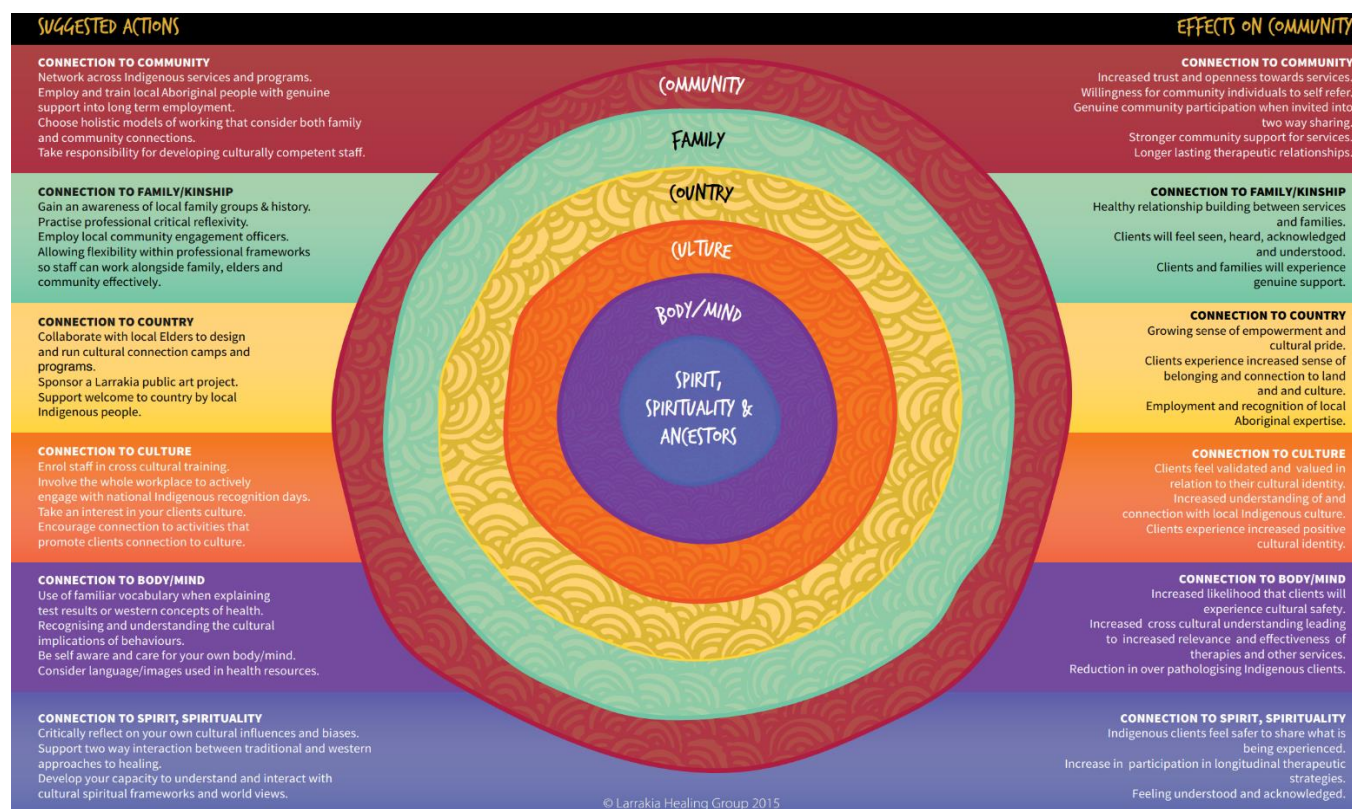 SUGGESTED ACTIONS
CONNECTION TO COMMUNITY
Network across Indigenous services and programs.
Employ and train local Aboriginal people with genuine
support into long term employment.
Choose holistic models of working that consider both family
and community connections.
Take responsibility for developing culturally competent staff.
CONNECTION TO FAMILY/KINSHIP
Gain an awareness of local family groups & history.
Practise professional critical reflexivity.
Employ local community engagement officers.
Allowing flexibility within professional frameworks
so staff can work alongside family, elders and
community effectively.
CONNECTION TO COUNTRY
Collaborate with local Elders to design
and run cultural connection camps and
programs.
Sponsor a Larrakia public art project.
Support welcome to country by local
Indigenous people.
CONNECTION TO CULTURE
Enrol staff in cross cultural training.
Involve the whole workplace to actively
engage with national Indigenous recognition days.
Take an interest in your clients culture.
Encourage connection to activities that
promote clients connection to culture.
CONNECTION TO BODY/MIND
Use of familiar vocabulary when explaining
test results or western concepts of health.
Recognising and understanding the cultural
implications of behaviours.
Be self aware and care for your own body/mind.
Consider language/images used in health resources.
CONNECTION TO SPIRIT, SPIRITUALITY
Critically reflect on your own cultural influences and biases.
Support two way interaction between traditional and western
approaches to healing.
Develop your capacity to understand and interact with
cultural spiritual frameworks and world views.
COMMUNITY
FAMILY
COUNTRY
CULTURE
BODY/MIND
SPIRIT,
SPIRITUALITY &
ANCESTORS
© Larrakia Healing Group 2015
EFFECTS ON COMMUNITY
CONNECTION TO COMMUNITY
Increased trust and openness towards services.
Willingness for community individuals to self refer.
Genuine community participation when invited into
two way sharing.
Stronger community support for services.
Longer lasting therapeutic relationships.
CONNECTION TO FAMILY/KINSHIP
Healthy relationship building between services
and families.
Clients will feel seen, heard, acknowledged
and understood.
Clients and families will experience
genuine support.
CONNECTION TO COUNTRY
Growing sense of empowerment and
cultural pride.
Clients experience increased sense of
belonging and connection to land
and and culture.
Employment and recognition of local
Aboriginal expertise.
CONNECTION TO CULTURE
Clients feel validated and valued in
relation to their cultural identity.
Increased understanding of and
connection with local Indigenous culture.
Clients experience increased positive
cultural identity.
CONNECTION TO BODY/MIND
Increased likelihood that clients will
experience cultural safety.
Increased cross cultural understanding leading
to increased relevance and effectiveness of
therapies and other services.
Reduction in over pathologising Indigenous clients.
CONNECTION TO SPIRIT, SPIRITUALITY
Indigenous clients feel safer to share what is
being experienced.
Increase in participation in longitudinal therapeutic
strategies.
Feeling understood and acknowledged.